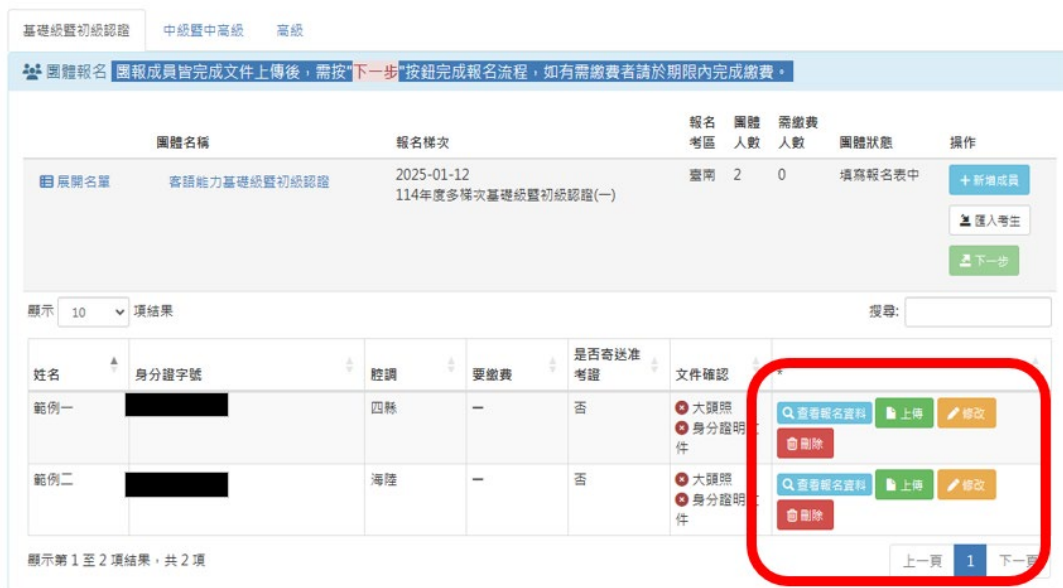 基礎級暨初級認證 中級暨中高級 高級
團體報名 團報成員皆完成文件上傳後，需按"下一步"按鈕完成報名流程，如有需繳費者請於期限內完成繳費。
團體名稱 報名梯次 報名考區 團體人數 需繳費人數 團體狀態 操作
展開名單 客語能力基礎級暨初級認證 2025-01-12 臺南 2 0 填寫報名表中 +新增成員
114年度多梯次基礎級暨初級認證(一)
匯入考生
下一步
顯示 10 項結果 搜尋:
姓名 身分證字號 腔調 要繳費 是否寄送准考證 文件確認 *
範例一 四縣 — 否 大頭照 查看報名資料 上傳 修改
身分證明文件 刪除
範例二 海陸 — 否 大頭照 查看報名資料 上傳 修改
身分證明文件 刪除
顯示第 1 至 2 項結果，共 2 項 上一頁 1 下一頁